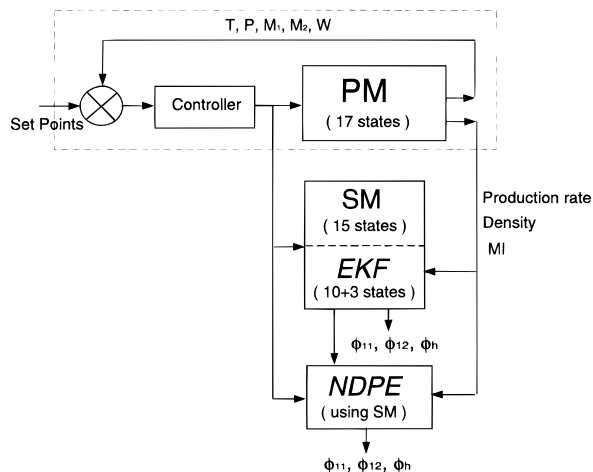 T, P, M₁, M₂, W
Set Points
Controller
PM
( 17 states )
SM
( 15 states )
EKF
( 10+3 states )
Production rate
Density
MI
ϕ₁₁, ϕ₁₂, ϕₕ
NDPE
( using SM )
ϕ₁₁, ϕ₁₂, ϕₕ